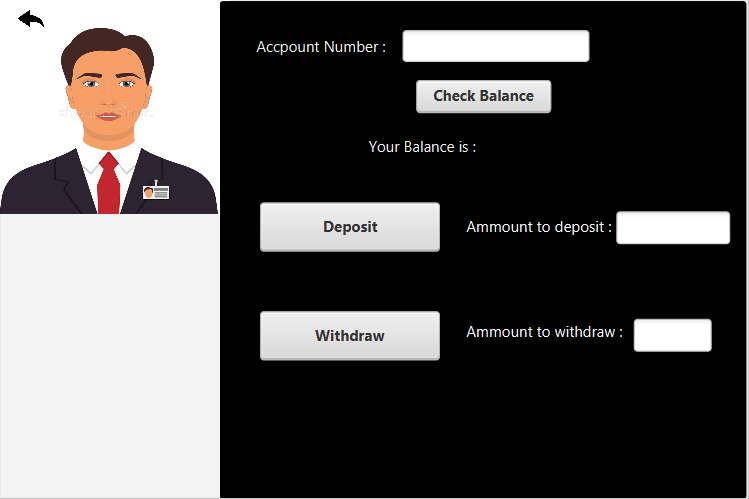 Accpount Number :
Check Balance
Your Balance is :
Deposit
Ammount to deposit :
Withdraw
Ammount to withdraw :